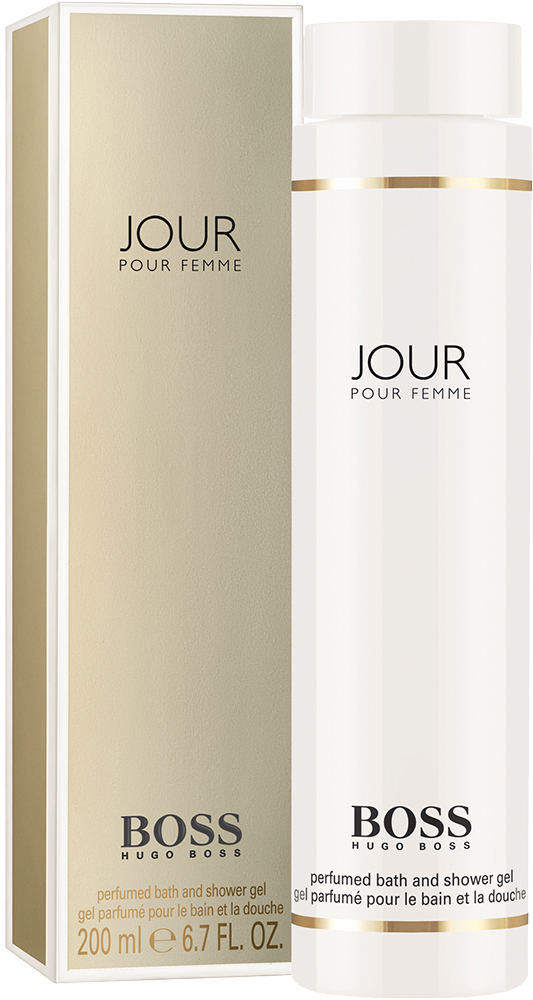 JOUR
POUR FEMME
BOSS
HUGO BOSS
perfumed bath and shower gel
gel parfumé pour le bain et la douche
200 ml ℮ 6.7 FL. OZ.
JOUR
POUR FEMME
BOSS
HUGO BOSS
perfumed bath and shower gel
gel parfumé pour le bain et la douche